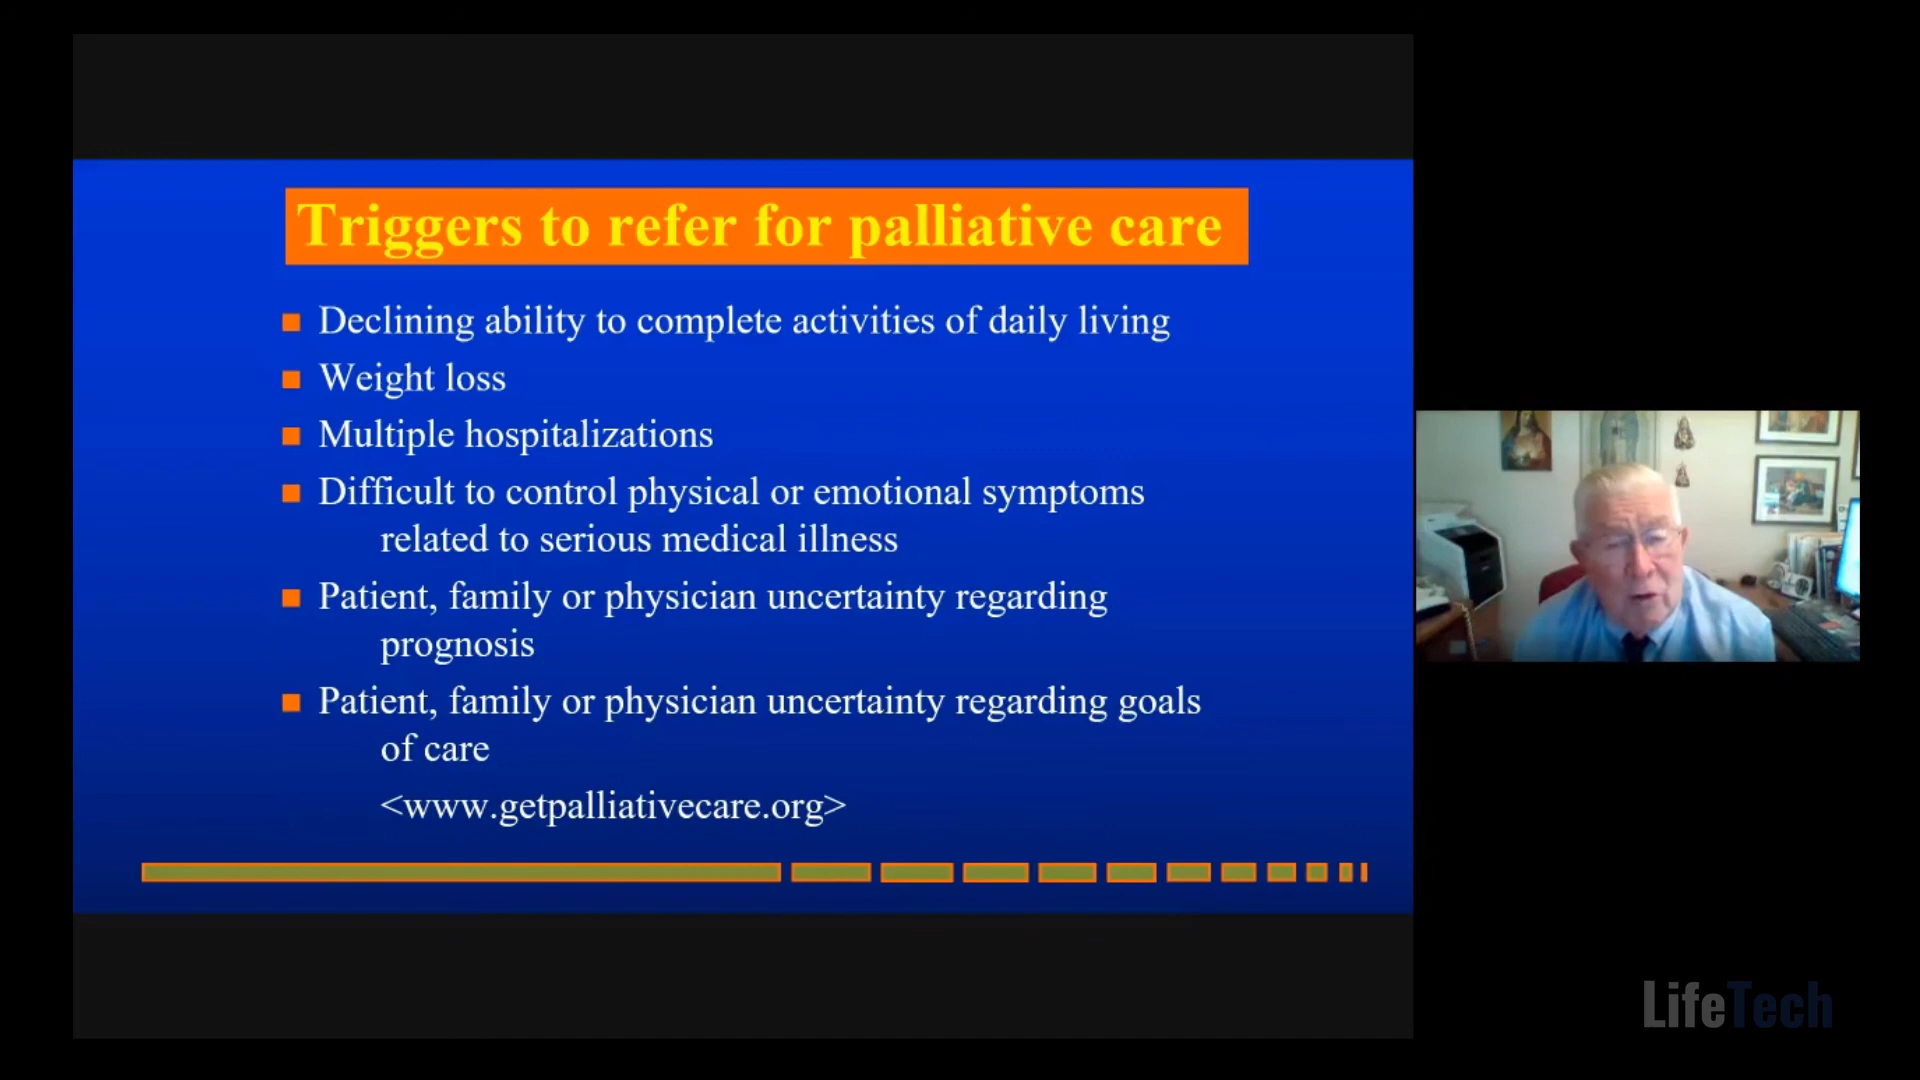 Triggers to refer for palliative care
Declining ability to complete activities of daily living
Weight loss
Multiple hospitalizations
Difficult to control physical or emotional symptoms
related to serious medical illness
Patient, family or physician uncertainty regarding
prognosis
Patient, family or physician uncertainty regarding goals
of care
<www.getpalliativecare.org>
LifeTech